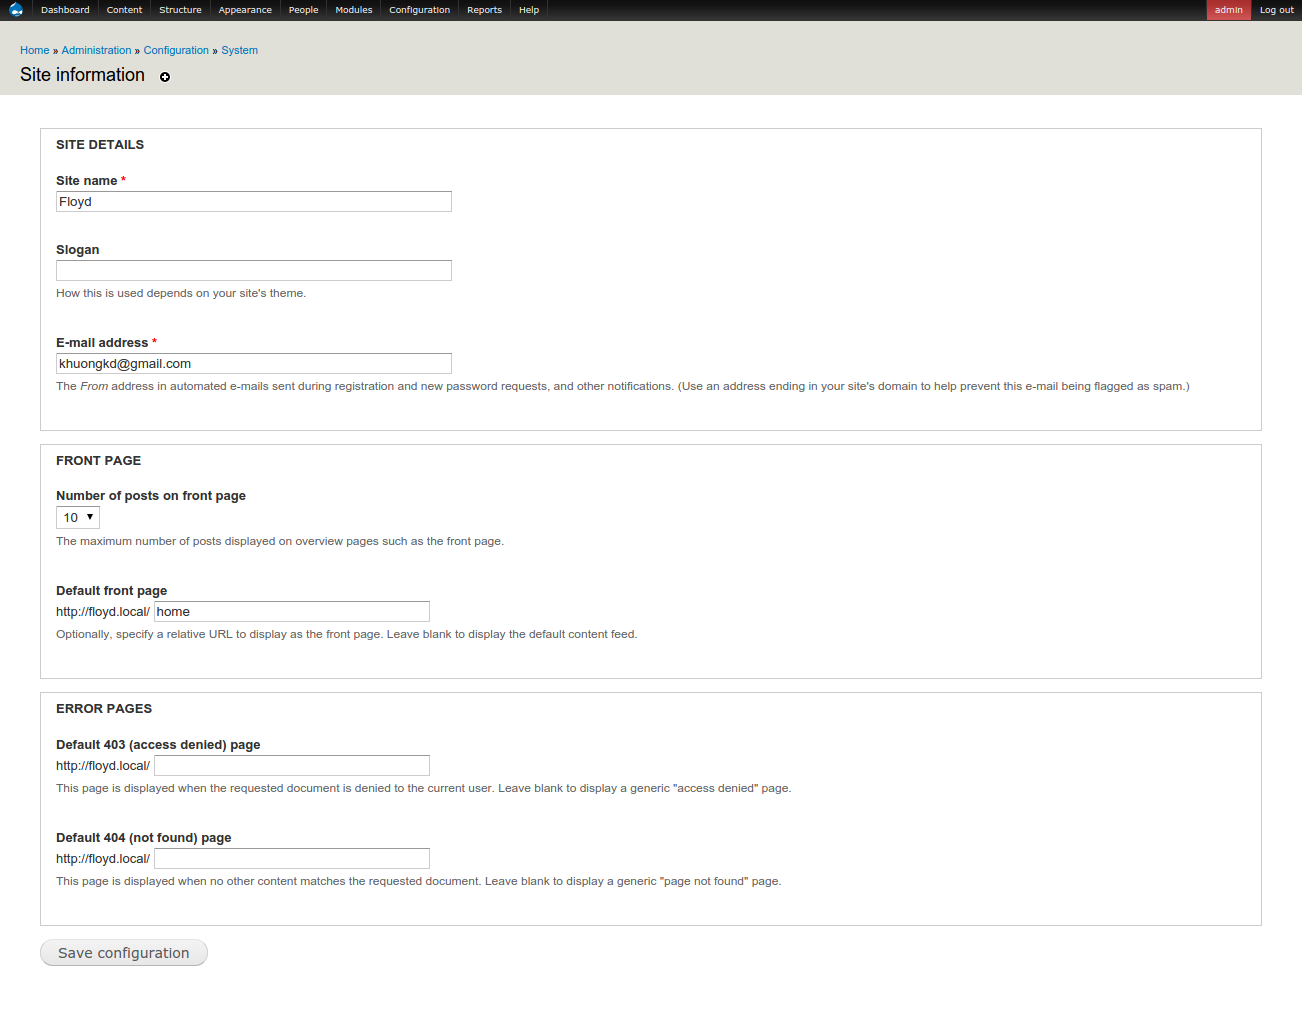 Dashboard Content Structure Appearance People Modules Configuration Reports Help admin Log out
Home » Administration » Configuration » System
Site information
SITE DETAILS
Site name *
Floyd
Slogan
How this is used depends on your site's theme.
E-mail address *
khuongkd@gmail.com
The From address in automated e-mails sent during registration and new password requests, and other notifications. (Use an address ending in your site's domain to help prevent this e-mail being flagged as spam.)
FRONT PAGE
Number of posts on front page
10
The maximum number of posts displayed on overview pages such as the front page.
Default front page
http://floyd.local/ home
Optionally, specify a relative URL to display as the front page. Leave blank to display the default content feed.
ERROR PAGES
Default 403 (access denied) page
http://floyd.local/
This page is displayed when the requested document is denied to the current user. Leave blank to display a generic "access denied" page.
Default 404 (not found) page
http://floyd.local/
This page is displayed when no other content matches the requested document. Leave blank to display a generic "page not found" page.
Save configuration